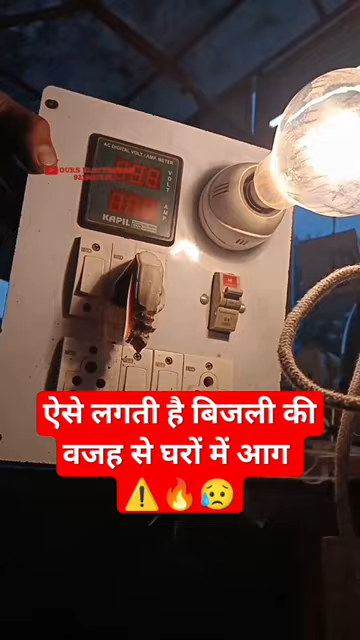 AC DIGITAL VOLT / AMP. METER
VOLT
AMP
KAPIL
ऐसे लगती है बिजली की
वजह से घरों में आग
⚠️🔥😥